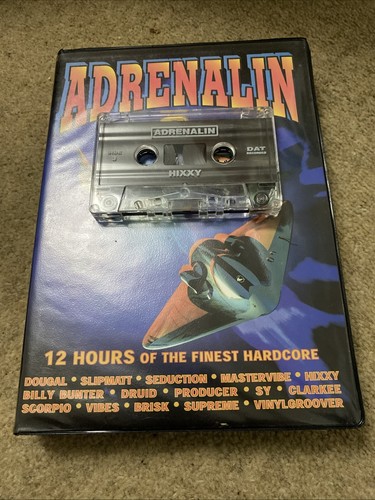 ADRENALIN
ADRENALIN
DAT
HIXXY
12 HOURS OF THE FINEST HARDCORE
DOUGAL • SLIPMATT • SEDUCTION • MASTERVIBE • HIXXY
BILLY BUNTER • DRUID • PRODUCER • SY • CLARKEE
SCORPIO • VIBES • BRISK • SUPREME • VINYLGROOVER